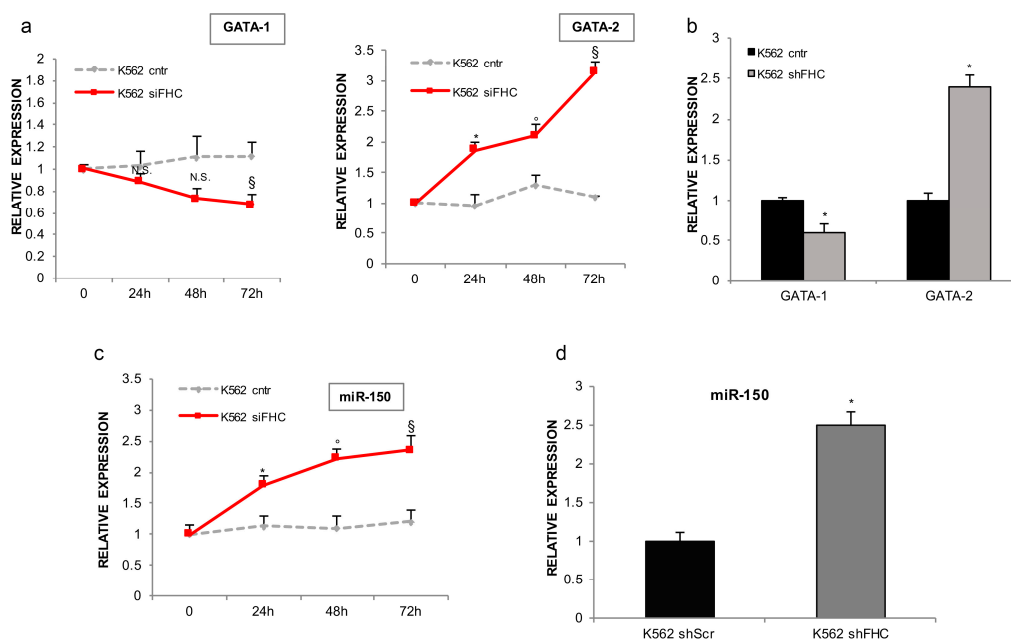 a
GATA-1
RELATIVE EXPRESSION
2
1.8
1.6
1.4
1.2
1
0.8
0.6
0.4
0.2
0
K562 cntr
K562 siFHC
N.S.
N.S.
§
0 24h 48h 72h
GATA-2
RELATIVE EXPRESSION
3.5
3
2.5
2
1.5
1
0.5
0
K562 cntr
K562 siFHC
*
°
§
0 24h 48h 72h
b
RELATIVE EXPRESSION
3
2.5
2
1.5
1
0.5
0
K562 cntr
K562 shFHC
*
*
GATA-1 GATA-2
c
miR-150
RELATIVE EXPRESSION
3.5
3
2.5
2
1.5
1
0.5
0
K562 cntr
K562 siFHC
*
°
§
0 24h 48h 72h
d
miR-150
RELATIVE EXPRESSION
3
2.5
2
1.5
1
0.5
0
*
K562 shScr K562 shFHC